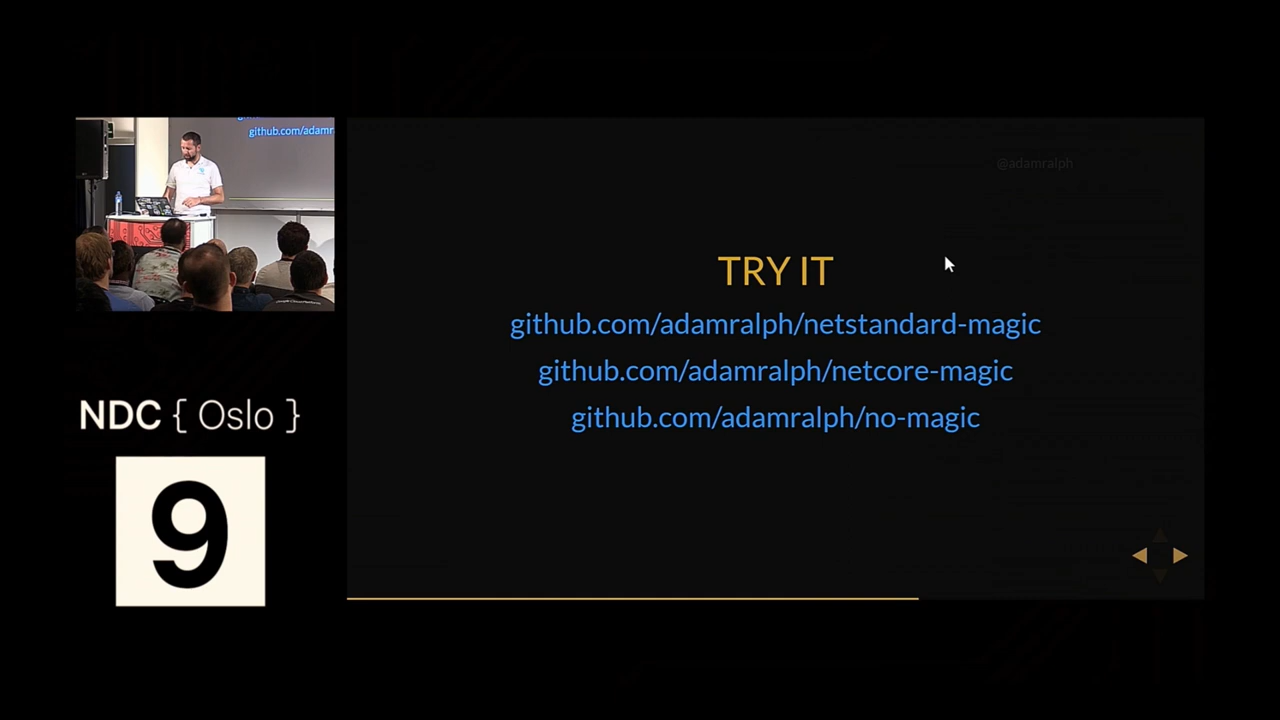 github.com/adamr
@adamralph
TRY IT
github.com/adamralph/netstandard-magic
github.com/adamralph/netcore-magic
github.com/adamralph/no-magic
NDC { Oslo }
9